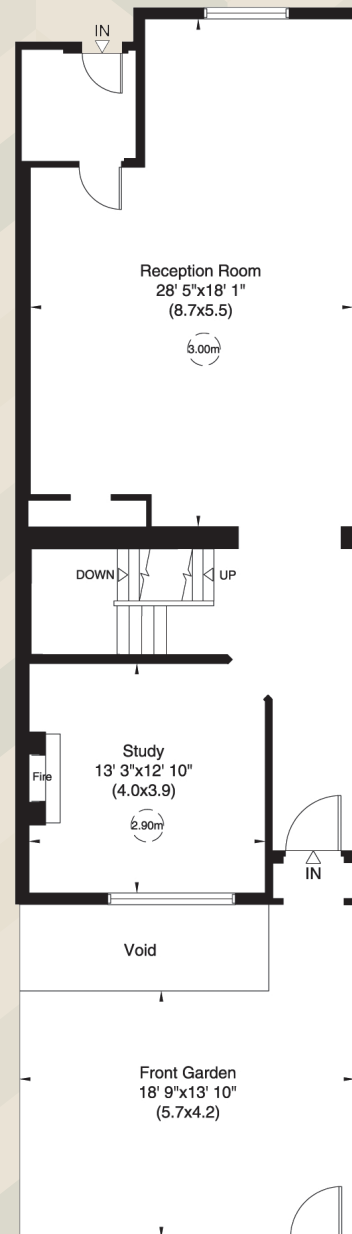 IN
Reception Room
28' 5"x18' 1"
(8.7x5.5)
3.00m
DOWN
UP
Study
13' 3"x12' 10"
(4.0x3.9)
2.90m
Fire
IN
Void
Front Garden
18' 9"x13' 10"
(5.7x4.2)